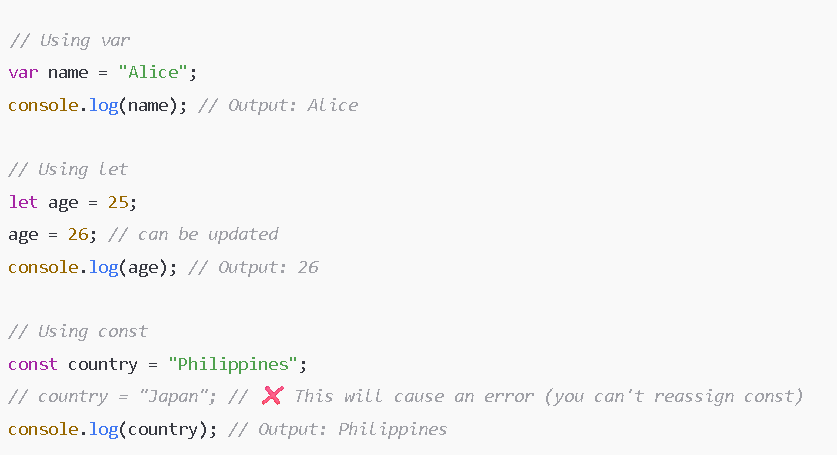 // Using var
var name = "Alice";
console.log(name); // Output: Alice
// Using let
let age = 25;
age = 26; // can be updated
console.log(age); // Output: 26
// Using const
const country = "Philippines";
// country = "Japan"; // ❌ This will cause an error (you can't reassign const)
console.log(country); // Output: Philippines